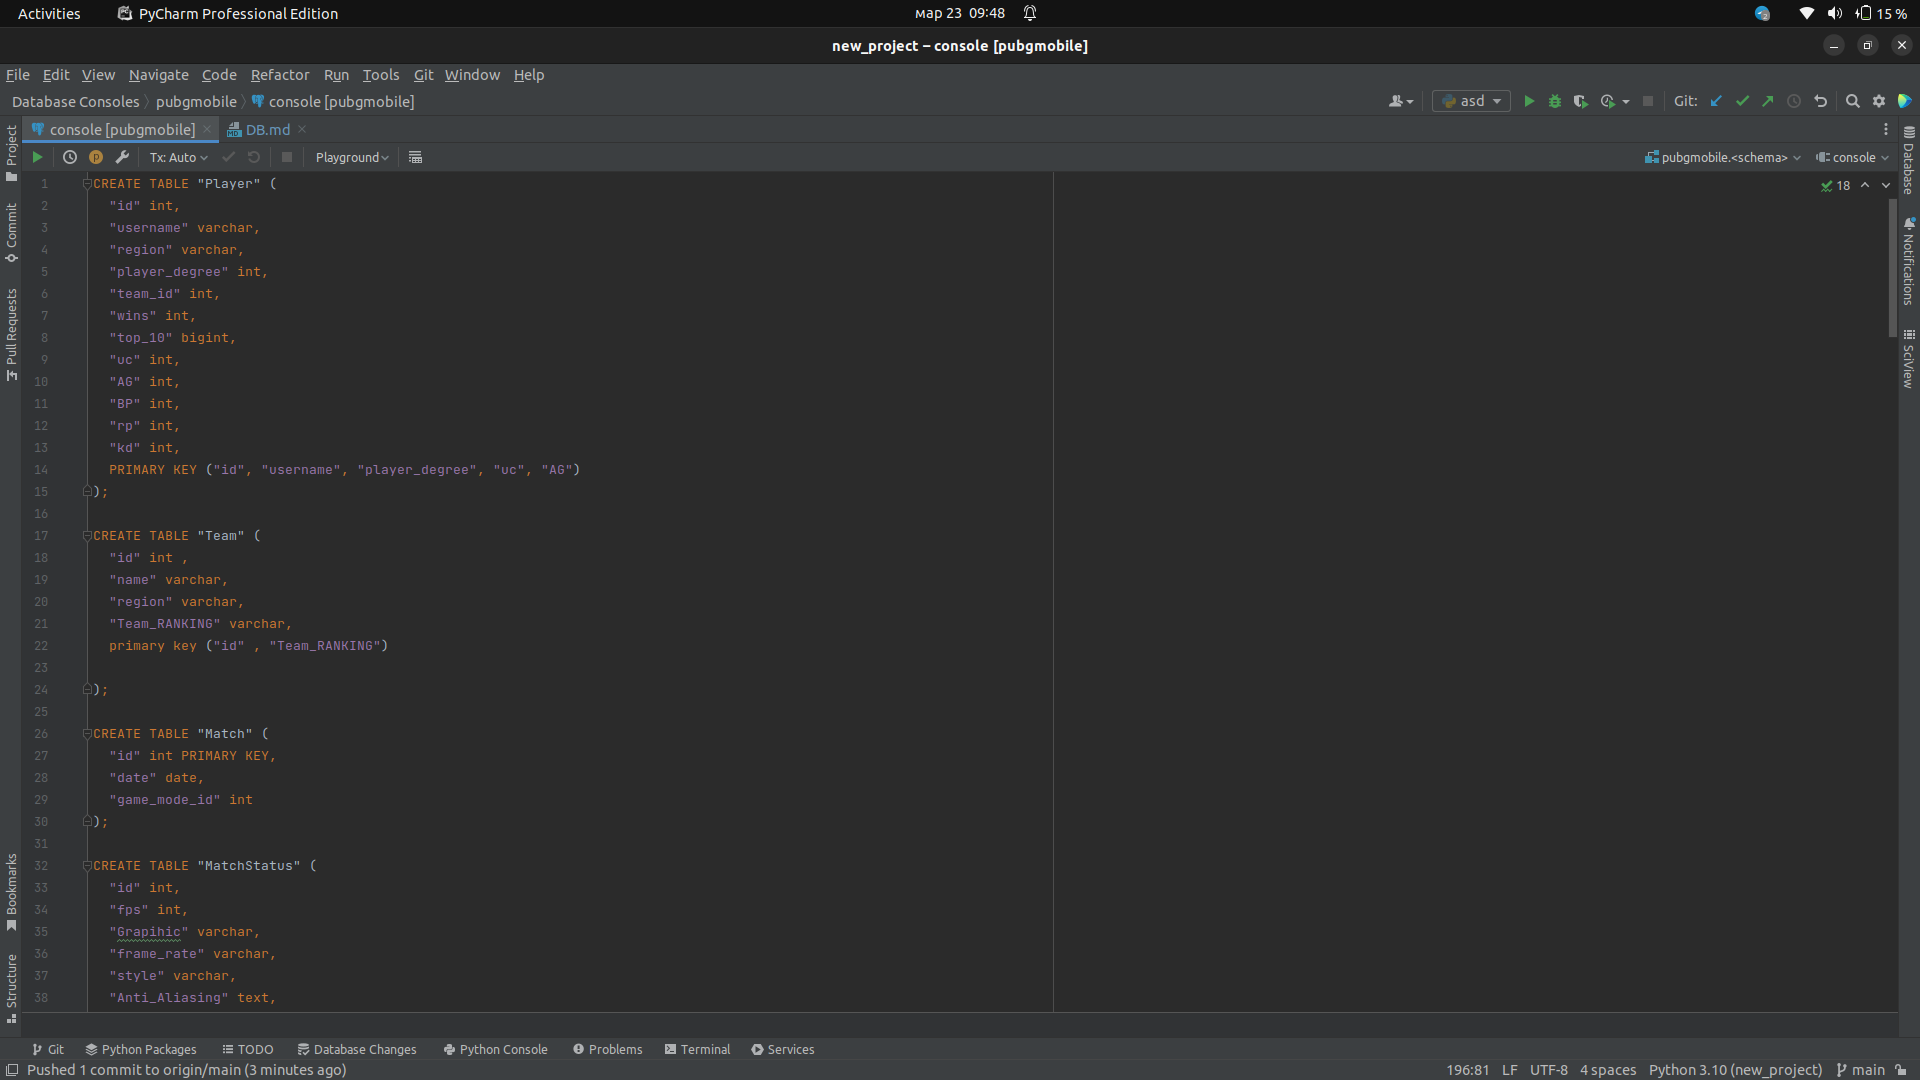 Activities PyCharm Professional Edition мар 23 09:48 15 %
new_project – console [pubgmobile]
File Edit View Navigate Code Refactor Run Tools Git Window Help
Database Consoles pubgmobile console [pubgmobile] asd Git:
console [pubgmobile] DB.md
Tx: Auto Playground pubgmobile.<schema> console
18
1 CREATE TABLE "Player" (
2 "id" int,
3 "username" varchar,
4 "region" varchar,
5 "player_degree" int,
6 "team_id" int,
7 "wins" int,
8 "top_10" bigint,
9 "uc" int,
10 "AG" int,
11 "BP" int,
12 "rp" int,
13 "kd" int,
14 PRIMARY KEY ("id", "username", "player_degree", "uc", "AG")
15 );
16
17 CREATE TABLE "Team" (
18 "id" int ,
19 "name" varchar,
20 "region" varchar,
21 "Team_RANKING" varchar,
22 primary key ("id" , "Team_RANKING")
23
24 );
25
26 CREATE TABLE "Match" (
27 "id" int PRIMARY KEY,
28 "date" date,
29 "game_mode_id" int
30 );
31
32 CREATE TABLE "MatchStatus" (
33 "id" int,
34 "fps" int,
35 "Grapihic" varchar,
36 "frame_rate" varchar,
37 "style" varchar,
38 "Anti_Aliasing" text,
Project
Commit
Pull Requests
Bookmarks
Structure
Database
Notifications
SciView
Git Python Packages TODO Database Changes Python Console Problems Terminal Services
Pushed 1 commit to origin/main (3 minutes ago) 196:81 LF UTF-8 4 spaces Python 3.10 (new_project) main